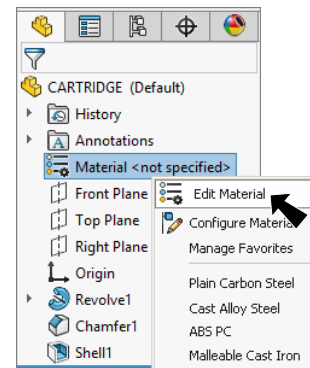 CARTRIDGE (Default)
History
A Annotations
Material <not specified>
Front Plane
Edit Material
Top Plane
Configure Material
Right Plane
Manage Favorites
Origin
Revolve1
Plain Carbon Steel
Chamfer1
Cast Alloy Steel
Shell1
ABS PC
Malleable Cast Iron